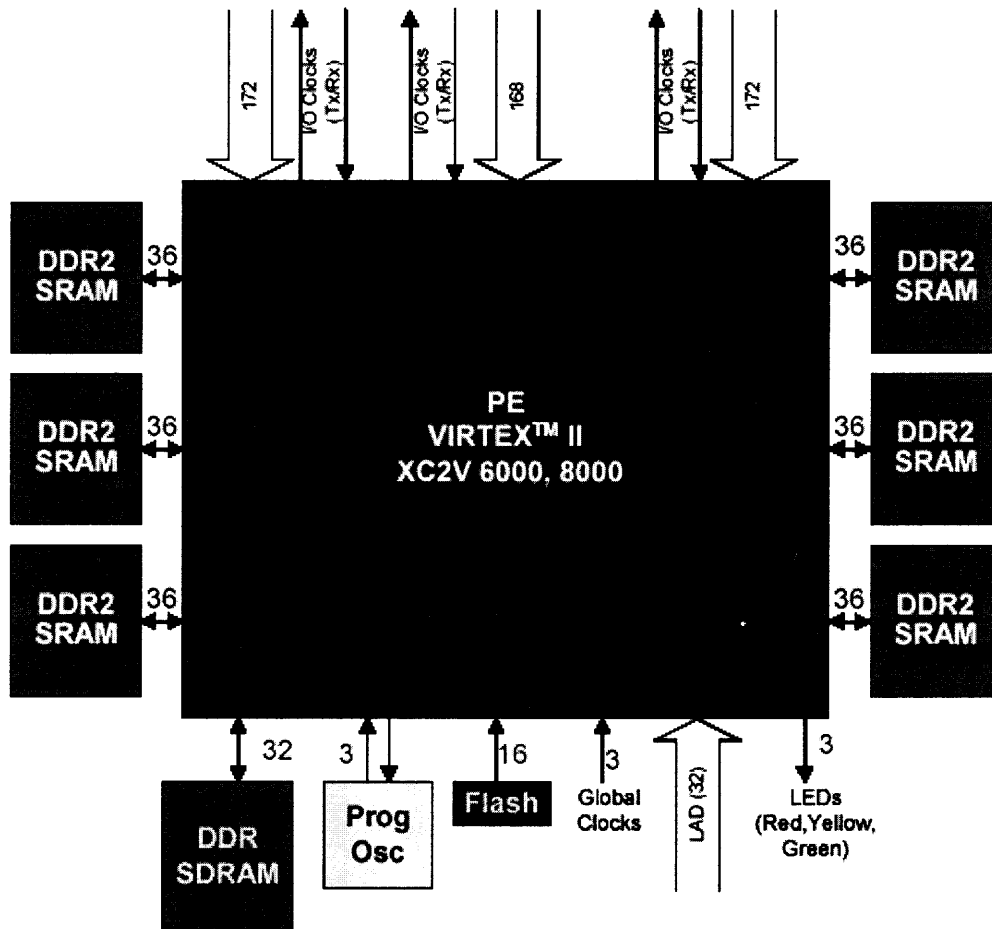 172
I/O Clocks
(Tx/Rx)
I/O Clocks
(Tx/Rx)
168
I/O Clocks
(Tx/Rx)
172
DDR2
SRAM
36
36
DDR2
SRAM
DDR2
SRAM
36
PE
VIRTEX™ II
XC2V 6000, 8000
36
DDR2
SRAM
DDR2
SRAM
36
36
DDR2
SRAM
32
3
16
3
3
DDR
SDRAM
Prog
Osc
Flash
Global
Clocks
LAD (32)
LEDs
(Red,Yellow,
Green)